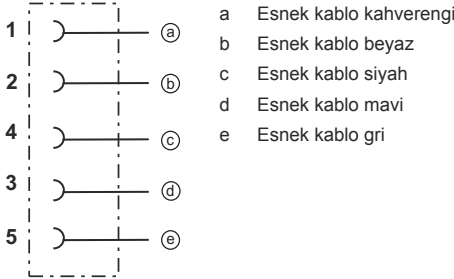 1 a
2 b
4 c
3 d
5 e
a Esnek kablo kahverengi
b Esnek kablo beyaz
c Esnek kablo siyah
d Esnek kablo mavi
e Esnek kablo gri